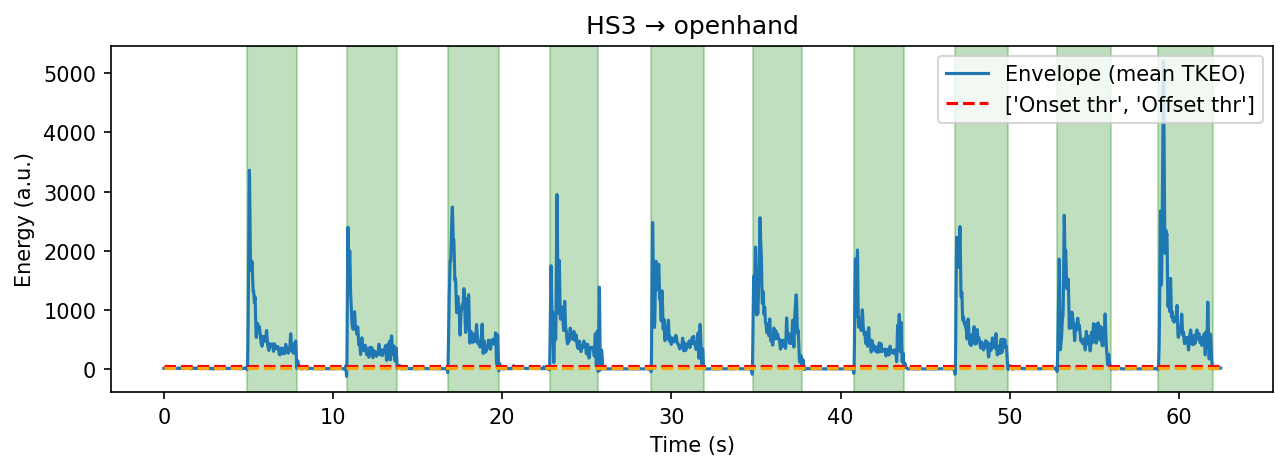 HS3 → openhand
Energy (a.u.)
5000
4000
3000
2000
1000
0
Envelope (mean TKEO)
['Onset thr', 'Offset thr']
0 10 20 30 40 50 60
Time (s)